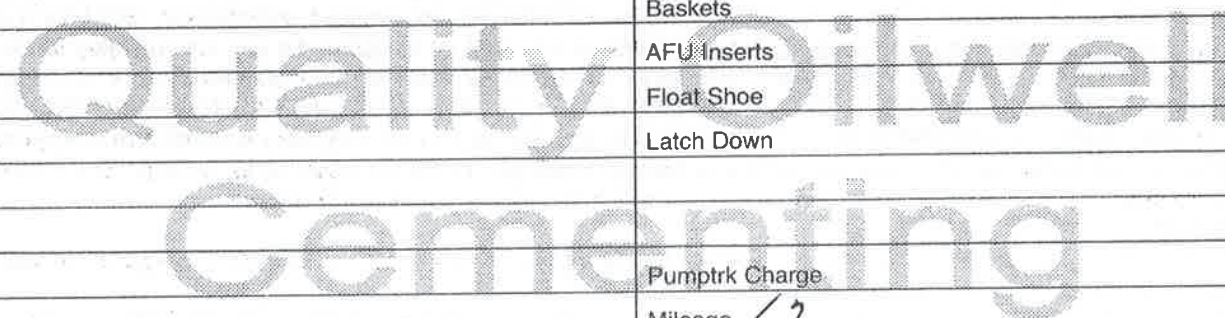 Baskets
AFU Inserts
Float Shoe
Latch Down
Quality Oilwell
Cementing
Pumptrk Charge
Mileage